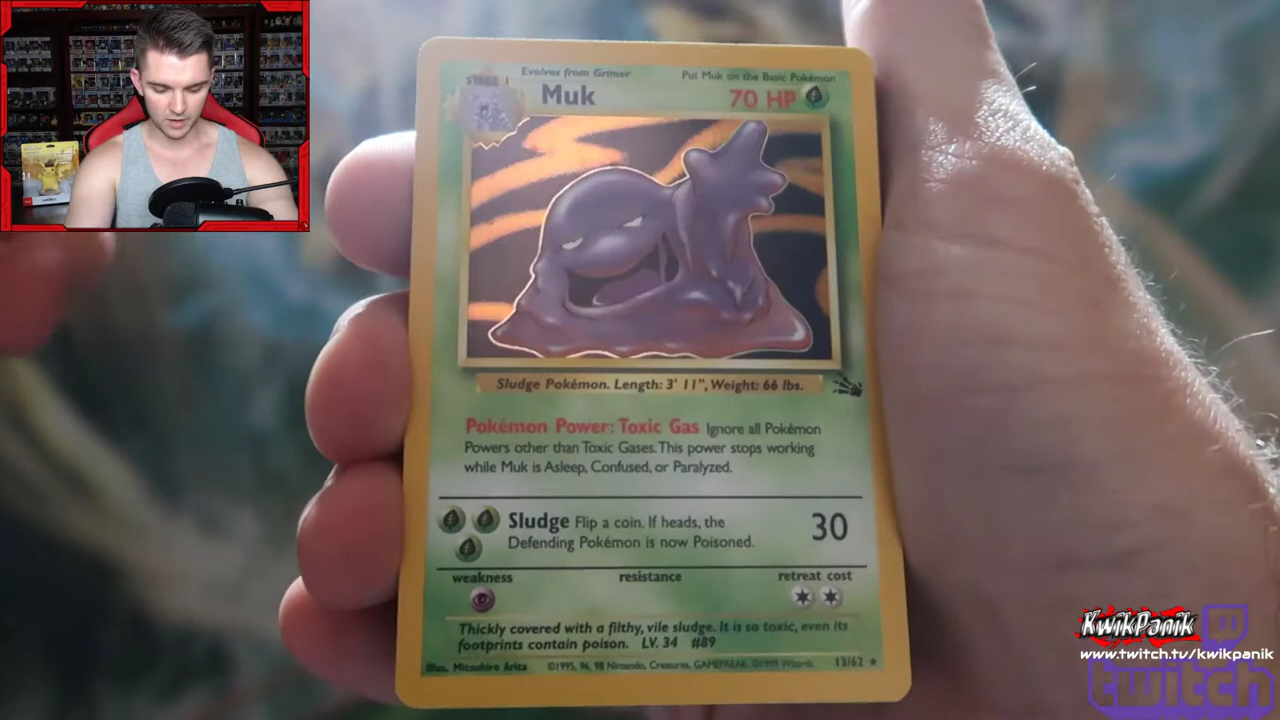 STAGE 1
Evolves from Grimer
Put Muk on the Basic Pokémon
Muk
70 HP
Sludge Pokémon. Length: 3' 11", Weight: 66 lbs.
Pokémon Power: Toxic Gas Ignore all Pokémon
Powers other than Toxic Gases. This power stops working
while Muk is Asleep, Confused, or Paralyzed.
Sludge Flip a coin. If heads, the
Defending Pokémon is now Poisoned.
30
weakness
resistance
retreat cost
Thickly covered with a filthy, vile sludge. It is so toxic, even its
footprints contain poison. LV. 34 #89
Illus. Mitsuhiro Arita
©1995, 96, 98 Nintendo, Creatures, GAMEFREAK. ©1999 Wizards.
13/62
KwikPanik
www.twitch.tv/kwikpanik
twitch